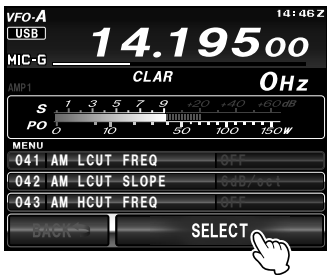 VFO-A 14:46Z
USB 14.19500
MIC-G
CLAR 0Hz
AMP1
S 1 3 5 7 9 +20 +40 +60dB
PO 0 10 50 100 150W
MENU
041 AM LCUT FREQ OFF
042 AM LCUT SLOPE 6dB/oct
043 AM HCUT FREQ OFF
BACK SELECT